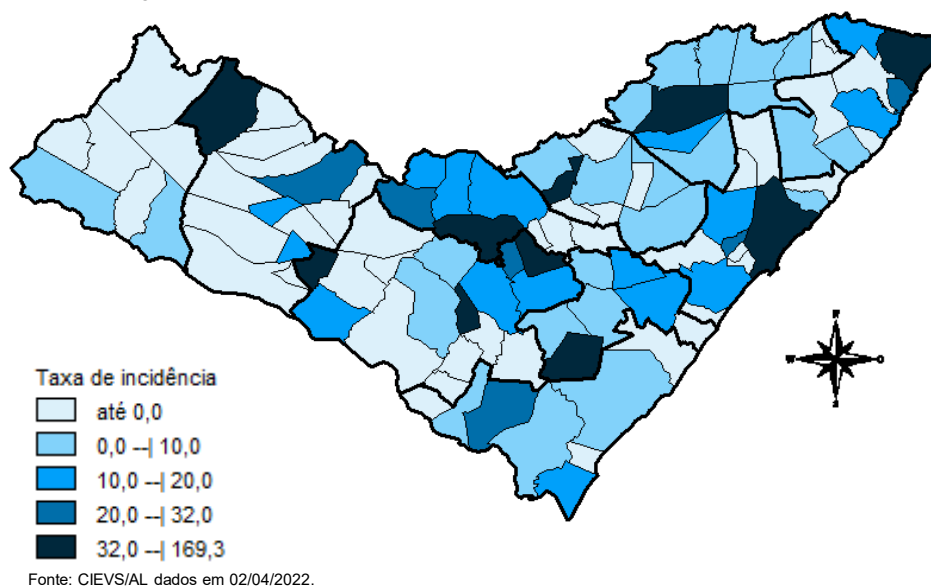 N
W
O
S
Taxa de incidência
até 0,0
0,0 --| 10,0
10,0 --| 20,0
20,0 --| 32,0
32,0 --| 169,3
Fonte: CIEVS/AL dados em 02/04/2022.